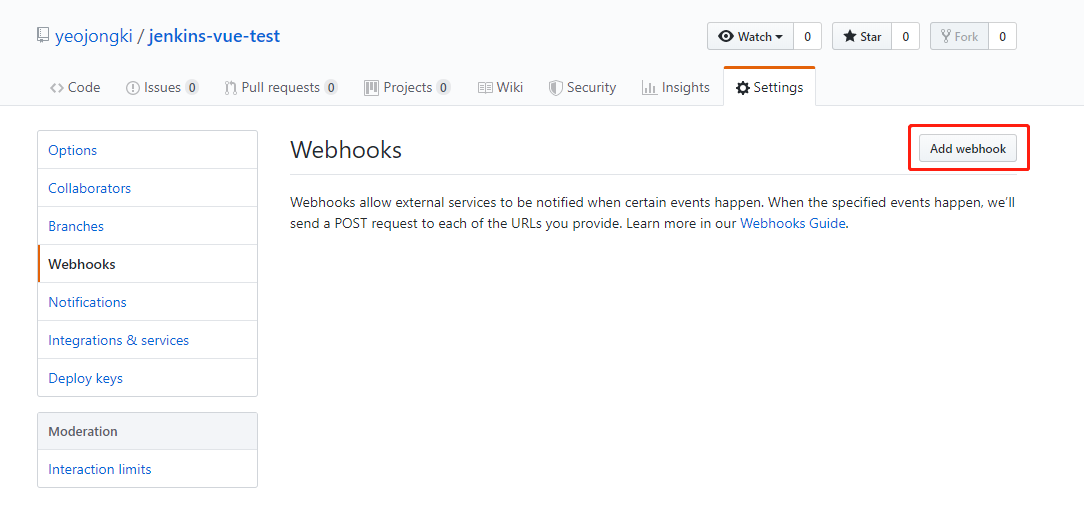 yeojongki / jenkins-vue-test
Watch 0 Star 0 Fork 0
Code Issues 0 Pull requests 0 Projects 0 Wiki Security Insights Settings
Options
Collaborators
Branches
Webhooks
Notifications
Integrations & services
Deploy keys
Moderation
Interaction limits
Webhooks
Add webhook
Webhooks allow external services to be notified when certain events happen. When the specified events happen, we’ll
send a POST request to each of the URLs you provide. Learn more in our Webhooks Guide.